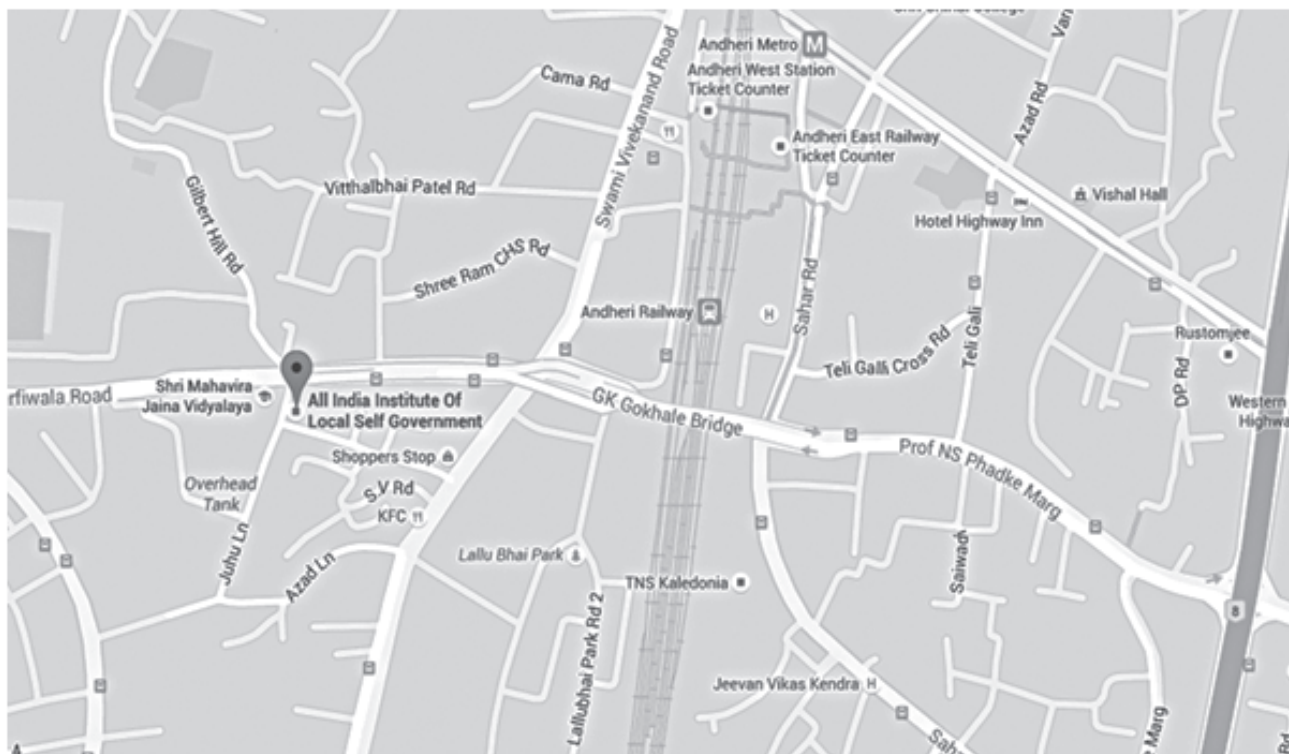 Andheri Metro
M
Andheri West Station
Ticket Counter
Cama Rd
Swami Vivekanand Road
Andheri East Railway
Ticket Counter
Azad Rd
Vishal Hall
Hotel Highway Inn
Vitthalbhai Patel Rd
Gilbert Hill Rd
Shree Ram CHS Rd
Andheri Railway
H
Sahar Rd
Teli Gali
Teli Galli Cross Rd
Rustomjee
DP Rd
Western
rfiwala Road
Shri Mahavira
Jaina Vidyalaya
All India Institute Of
Local Self Government
GK Gokhale Bridge
Prof NS Phadke Marg
Shoppers Stop
Overhead
Tank
S.V Rd
KFC
Juhu Ln
Azad Ln
Lallu Bhai Park
TNS Kaledonia
Saiwadi
8
Lallubhai Park Rd 2
Jeevan Vikas Kendra
H
Marg
Rd